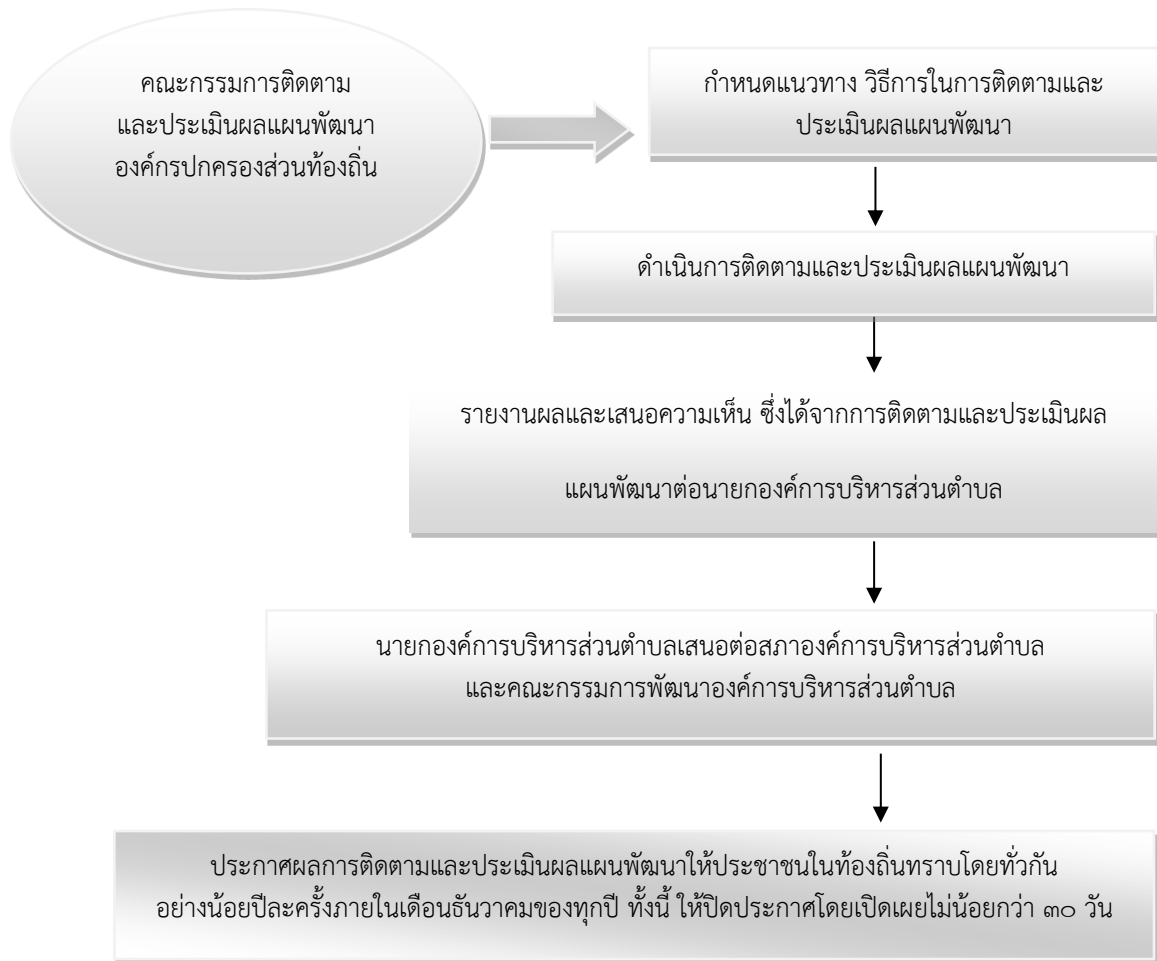 คณะกรรมการติดตาม
และประเมินผลแผนพัฒนา
องค์กรปกครองส่วนท้องถิ่น
กำหนดแนวทาง วิธีการในการติดตามและ
ประเมินผลแผนพัฒนา
ดำเนินการติดตามและประเมินผลแผนพัฒนา
รายงานผลและเสนอความเห็น ซึ่งได้จากการติดตามและประเมินผล
แผนพัฒนาต่อนายกองค์การบริหารส่วนตำบล
นายกองค์การบริหารส่วนตำบลเสนอต่อสภาองค์การบริหารส่วนตำบล
และคณะกรรมการพัฒนาองค์การบริหารส่วนตำบล
ประกาศผลการติดตามและประเมินผลแผนพัฒนาให้ประชาชนในท้องถิ่นทราบโดยทั่วกัน
อย่างน้อยปีละครั้งภายในเดือนธันวาคมของทุกปี ทั้งนี้ ให้ปิดประกาศโดยเปิดเผยไม่น้อยกว่า ๓๐ วัน